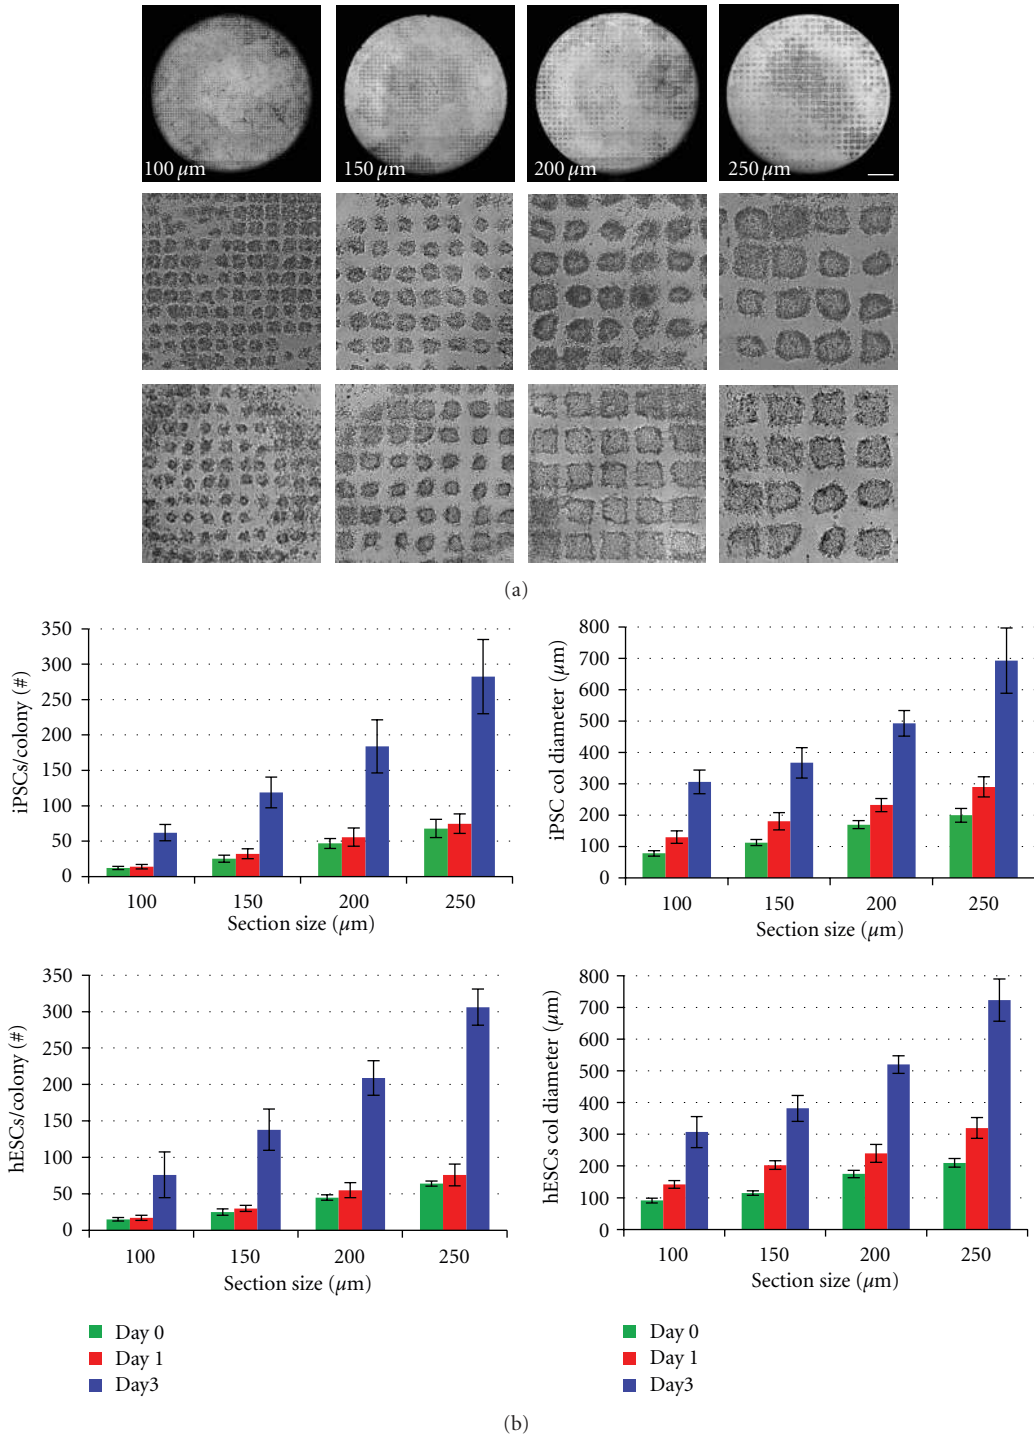 100 µm
150 µm
200 µm
250 µm
(a)
350
300
250
200
150
100
50
0
iPSCs/colony (#)
100 150 200 250
Section size (µm)
800
700
600
500
400
300
200
100
0
iPSC col diameter (µm)
100 150 200 250
Section size (µm)
350
300
250
200
150
100
50
0
hESCs/colony (#)
100 150 200 250
Section size (µm)
Day 0
Day 1
Day3
800
700
600
500
400
300
200
100
0
hESCs col diameter (µm)
100 150 200 250
Section size (µm)
Day 0
Day 1
Day3
(b)